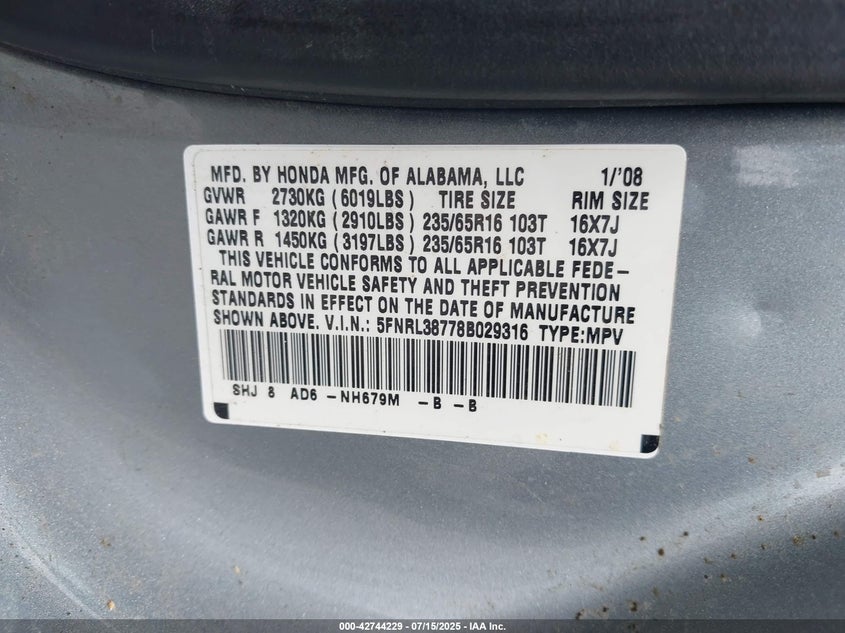 MFD. BY HONDA MFG. OF ALABAMA, LLC 1/'08
GVWR 2730KG (6019LBS) TIRE SIZE RIM SIZE
GAWR F 1320KG (2910LBS) 235/65R16 103T 16X7J
GAWR R 1450KG (3197LBS) 235/65R16 103T 16X7J
THIS VEHICLE CONFORMS TO ALL APPLICABLE FEDE-
RAL MOTOR VEHICLE SAFETY AND THEFT PREVENTION
STANDARDS IN EFFECT ON THE DATE OF MANUFACTURE
SHOWN ABOVE. V.I.N.: 5FNRL38778B029316 TYPE:MPV
SHJ 8 AD6 -NH679M -B -B
000-42744229 - 07/15/2025 - IAA Inc.